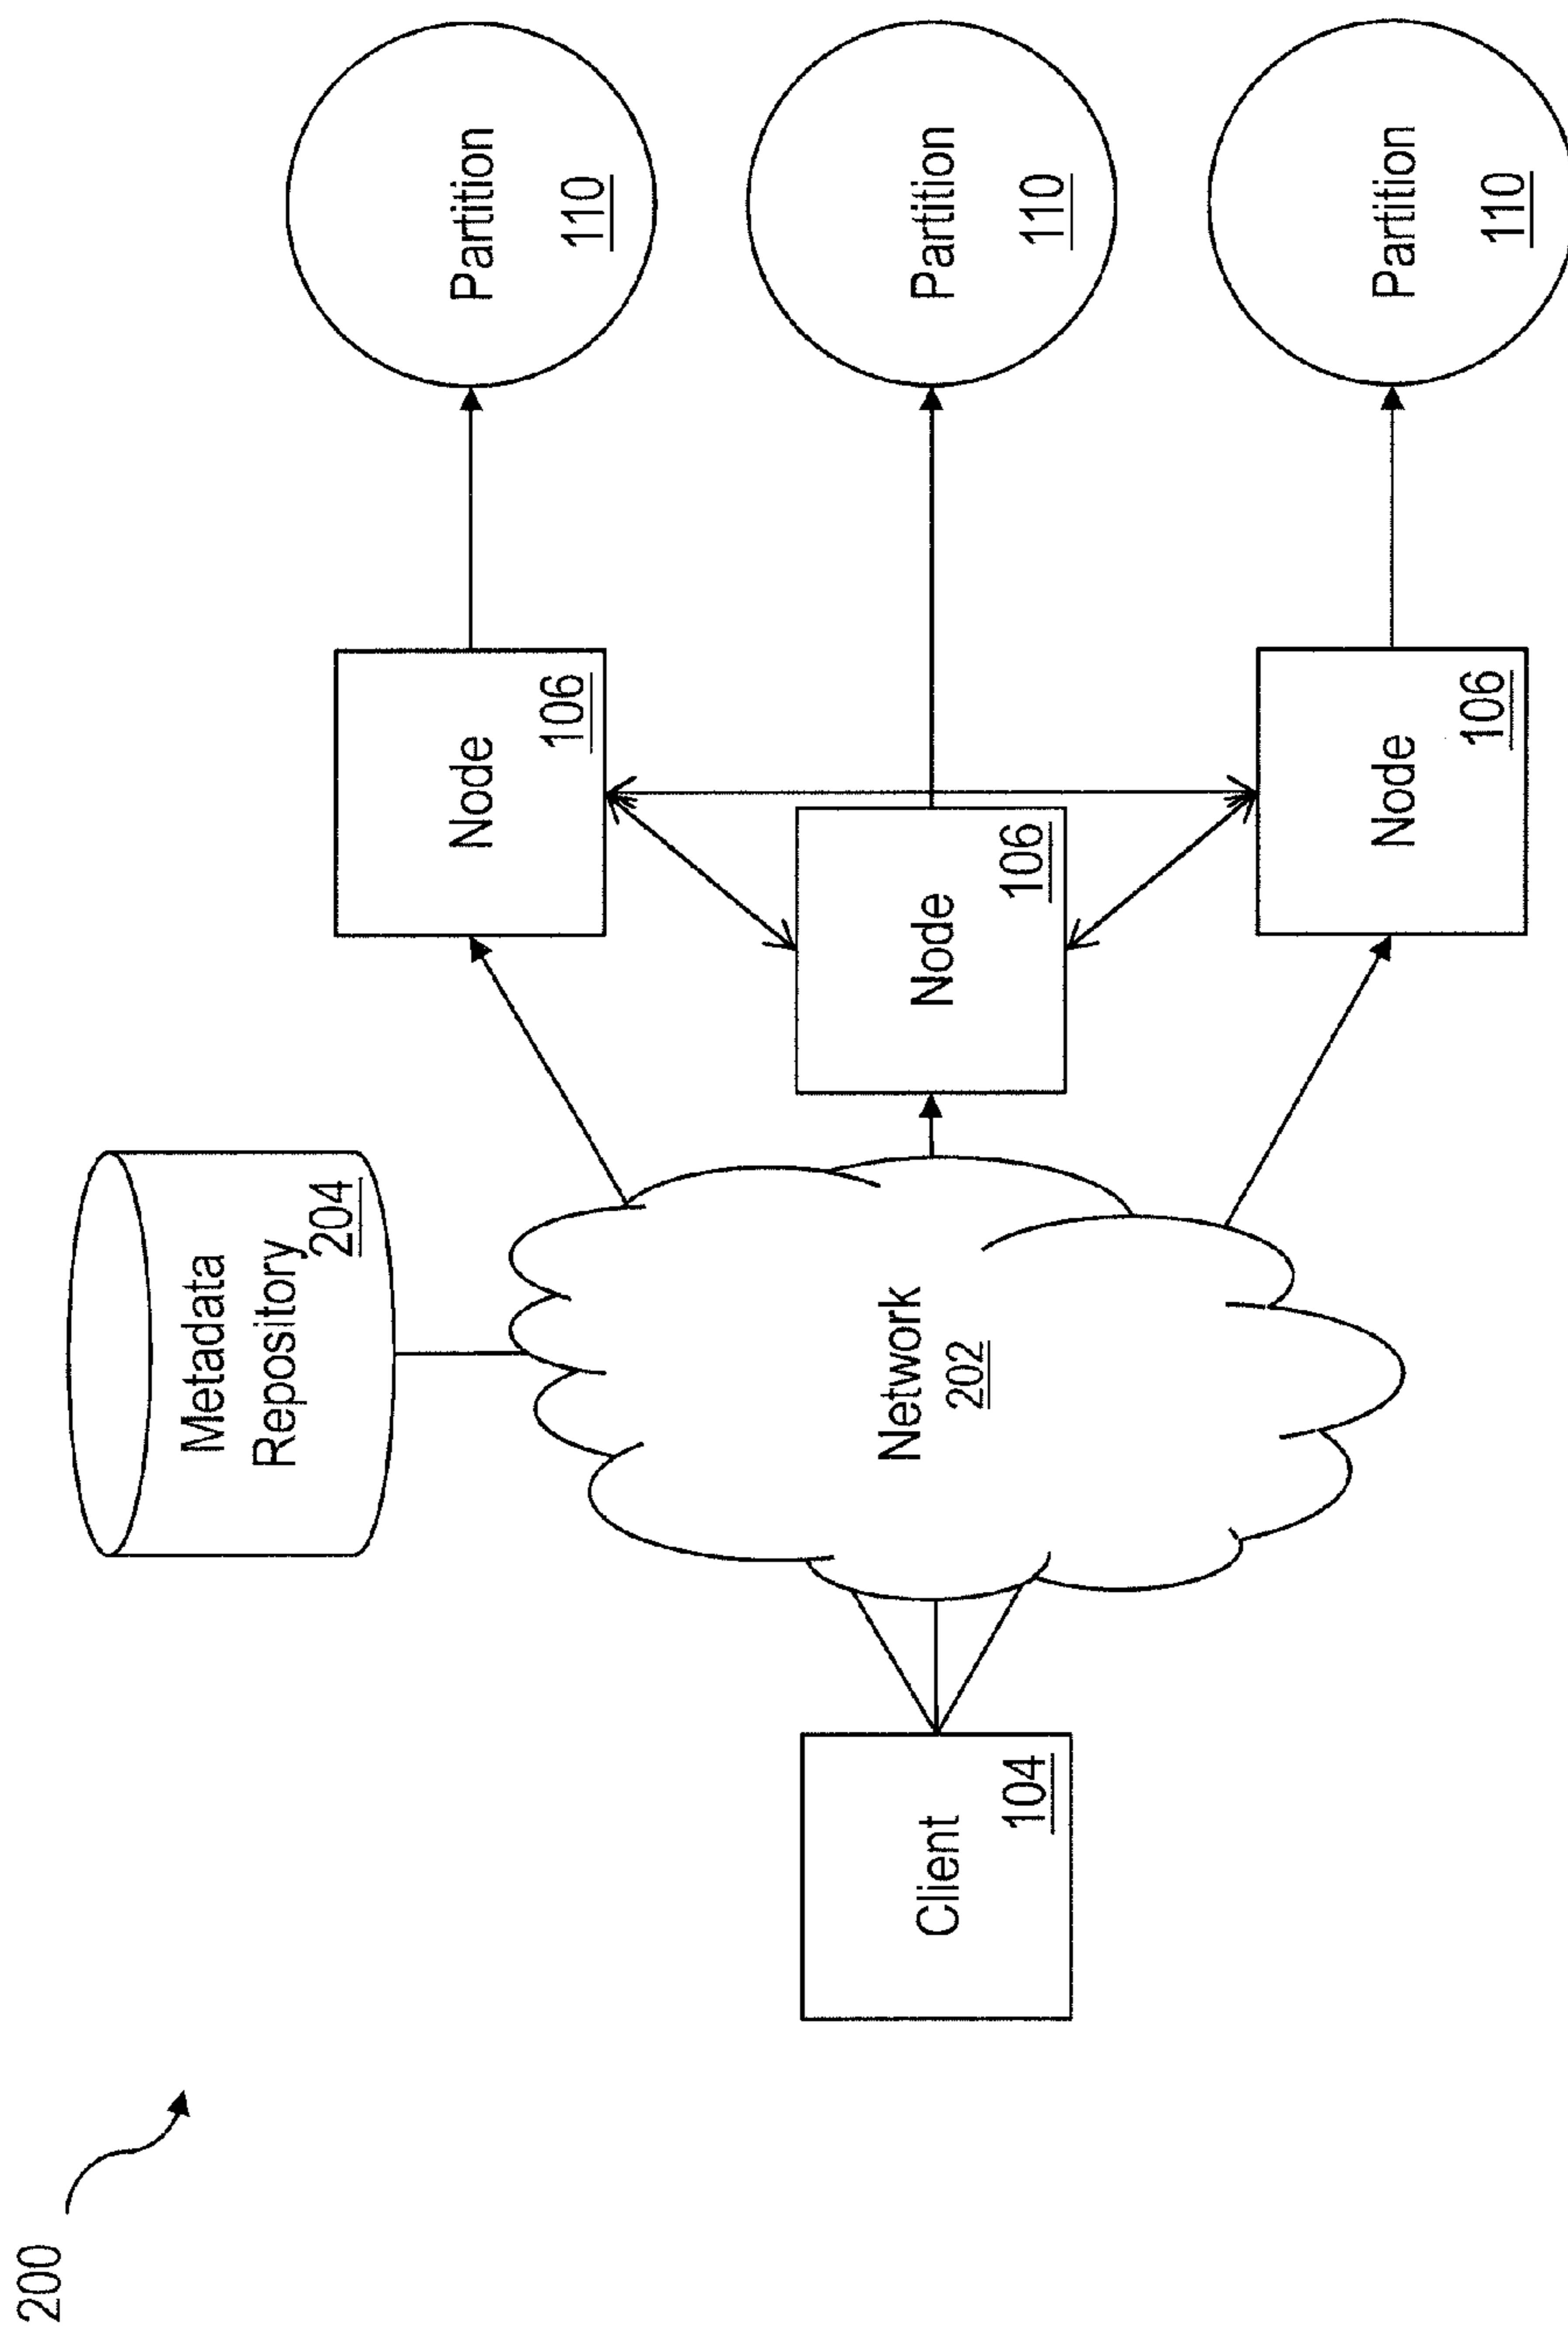 200
Metadata
Repository
204
Client
104
Network
202
Node
106
Node
106
Node
106
Partition
110
Partition
110
Partition
110